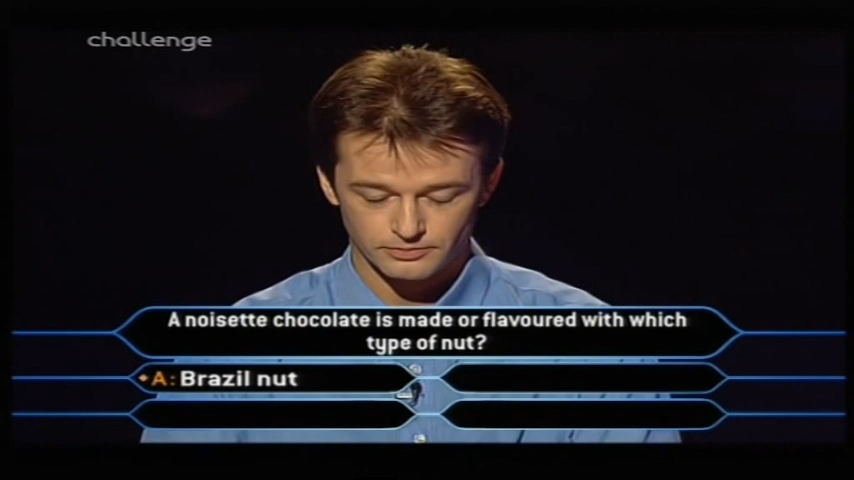 challenge
A noisette chocolate is made or flavoured with which
type of nut?
A: Brazil nut